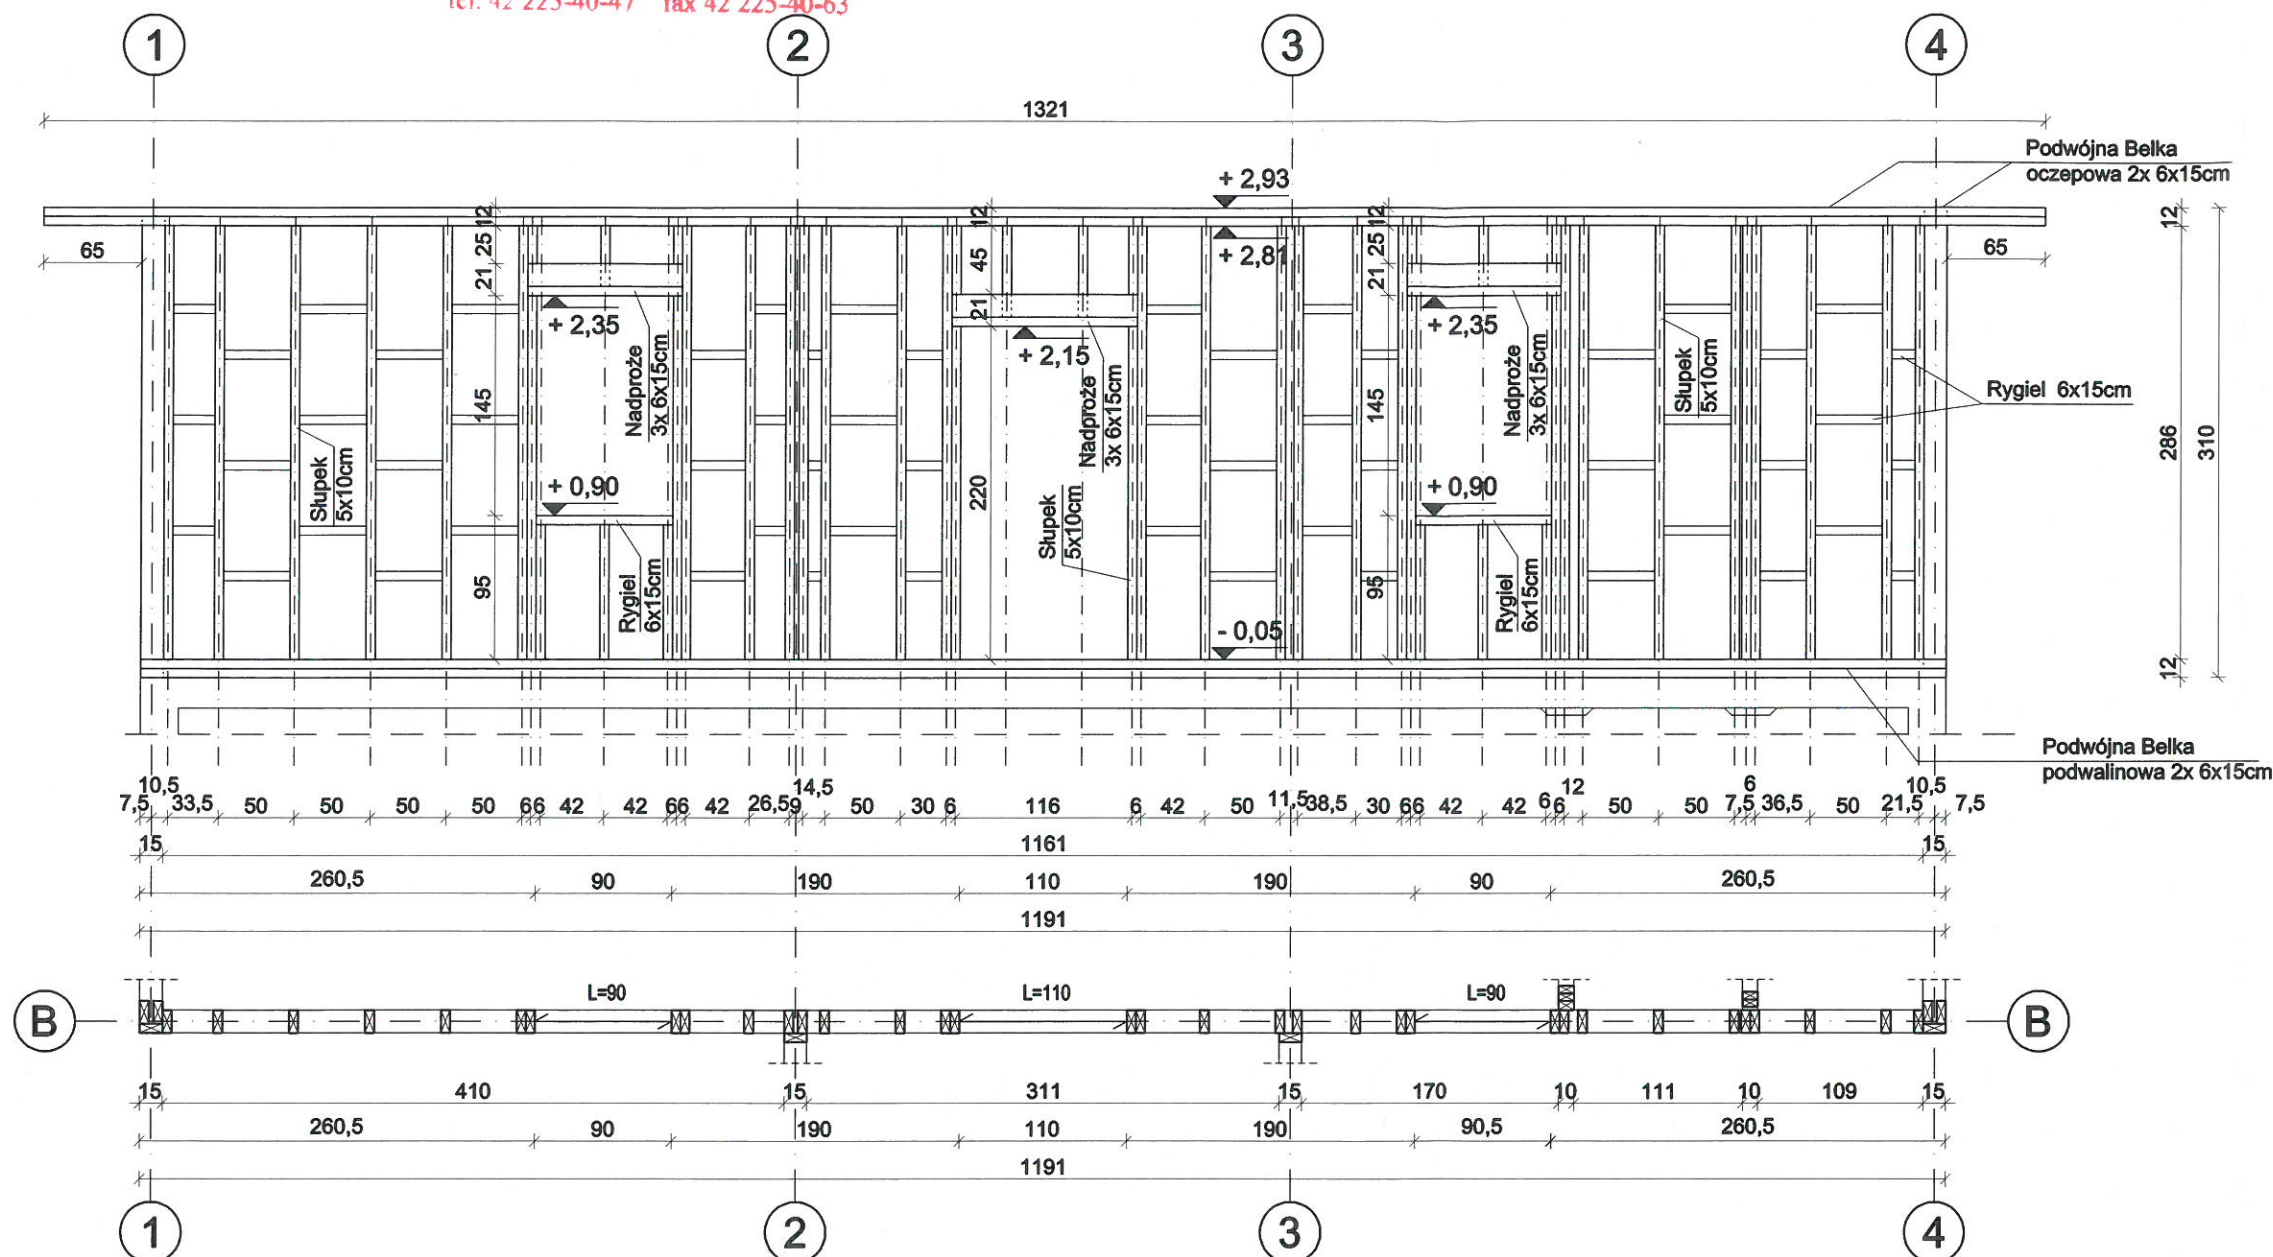 tel. 42 225-40-47 fax 42 225-40-63
1 2 3 4
1321
Podwójna Belka
oczepowa 2x 6x15cm
+ 2,93
12 12 12 12
65 25 45 + 2,81 25 65
21 21 21
+ 2,35 + 2,15 + 2,35
Nadproże
3x 6x15cm
Nadproże
3x 6x15cm
Nadproże
3x 6x15cm
Słupek
5x10cm
Rygiel 6x15cm
145 145
286 310
Słupek
5x10cm
+ 0,90 220 + 0,90
Słupek
5x10cm
95 95
Rygiel
6x15cm
Rygiel
6x15cm
- 0,05
12
Podwójna Belka
podwalinowa 2x 6x15cm
10,5 14,5 12 6 10,5
7,5 33,5 50 50 50 50 6 6 42 42 6 6 42 26,5 9 50 30 6 116 6 42 50 11,5 38,5 30 6 6 42 42 6 6 50 50 7,5 36,5 50 21,5 7,5
15 1161 15
260,5 90 190 110 190 90 260,5
1191
L=90 L=110 L=90
B B
15 410 15 311 15 170 10 111 10 109 15
260,5 90 190 110 190 90,5 260,5
1191
1 2 3 4